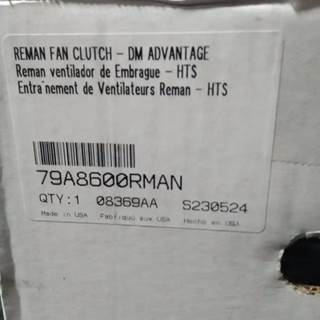 REMAN FAN CLUTCH - DM ADVANTAGE
Reman ventilador de Embrague - HTS
Entra^nement de Ventilateurs Reman - HTS
79A8600RMAN
QTY:1 08369AA S230524
Made in USA Fabriqué aux USA Hecho en USA